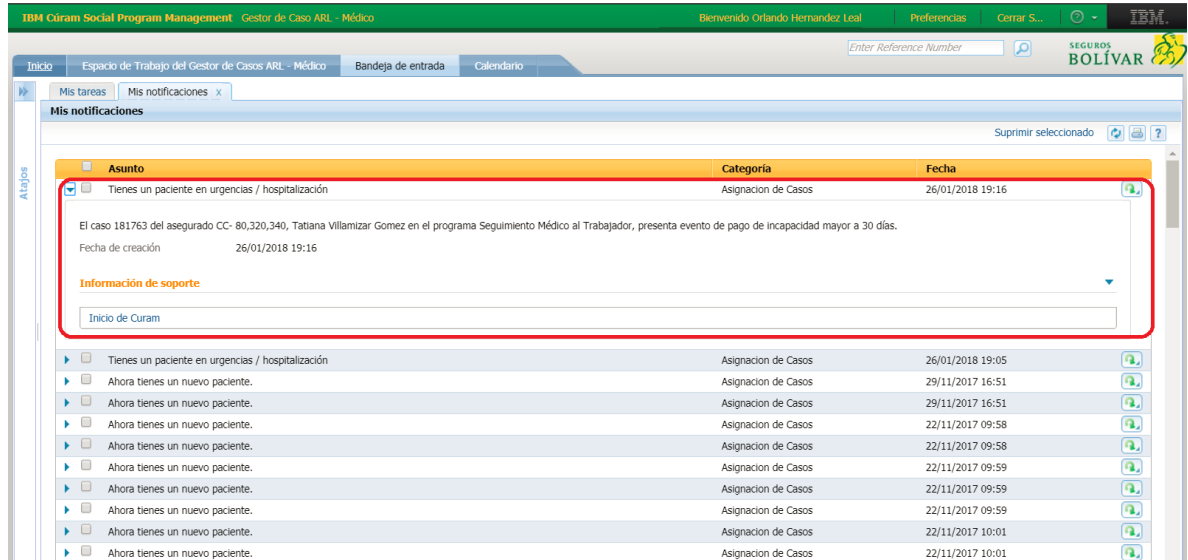 IBM Cúram Social Program Management Gestor de Caso ARL - Médico Bienvenido Orlando Hernandez Leal Preferencias Cerrar S... ? IBM.
Enter Reference Number SEGUROS
BOLÍVAR
Inicio Espacio de Trabajo del Gestor de Casos ARL - Médico Bandeja de entrada Calendario
Mis tareas Mis notificaciones x
Mis notificaciones
Suprimir seleccionado ?
Atajos
Asunto Categoría Fecha
Tienes un paciente en urgencias / hospitalización Asignacion de Casos 26/01/2018 19:16
El caso 181763 del asegurado CC- 80,320,340, Tatiana Villamizar Gomez en el programa Seguimiento Médico al Trabajador, presenta evento de pago de incapacidad mayor a 30 días.
Fecha de creación 26/01/2018 19:16
Información de soporte
Inicio de Curam
Tienes un paciente en urgencias / hospitalización Asignacion de Casos 26/01/2018 19:05
Ahora tienes un nuevo paciente. Asignacion de Casos 29/11/2017 16:51
Ahora tienes un nuevo paciente. Asignacion de Casos 29/11/2017 16:51
Ahora tienes un nuevo paciente. Asignacion de Casos 22/11/2017 09:58
Ahora tienes un nuevo paciente. Asignacion de Casos 22/11/2017 09:58
Ahora tienes un nuevo paciente. Asignacion de Casos 22/11/2017 09:59
Ahora tienes un nuevo paciente. Asignacion de Casos 22/11/2017 09:59
Ahora tienes un nuevo paciente. Asignacion de Casos 22/11/2017 09:59
Ahora tienes un nuevo paciente. Asignacion de Casos 22/11/2017 10:01
Ahora tienes un nuevo paciente. Asignacion de Casos 22/11/2017 10:01